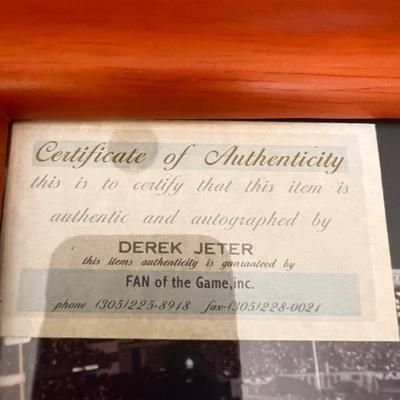 Certificate of Authenticity
this is to certify that this item is
authentic and autographed by
DEREK JETER
this items authenticity is guaranteed by
FAN of the Game, inc.
phone (305)225-8918 fax-(305)228-0021